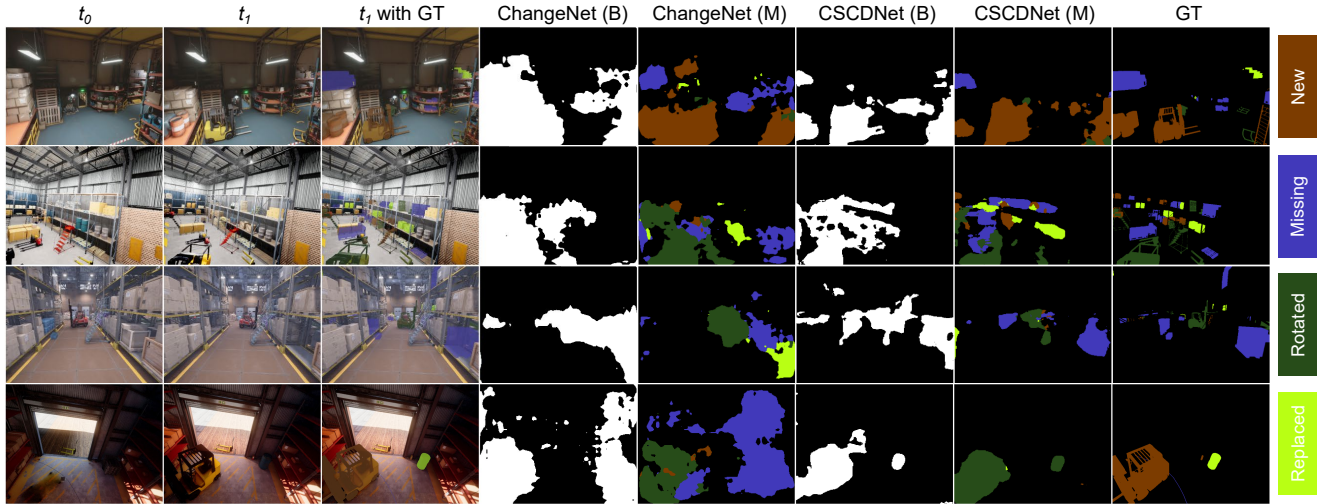 t0 t1 t1 with GT ChangeNet (B) ChangeNet (M) CSCDNet (B) CSCDNet (M) GT
New
Missing
Rotated
Replaced